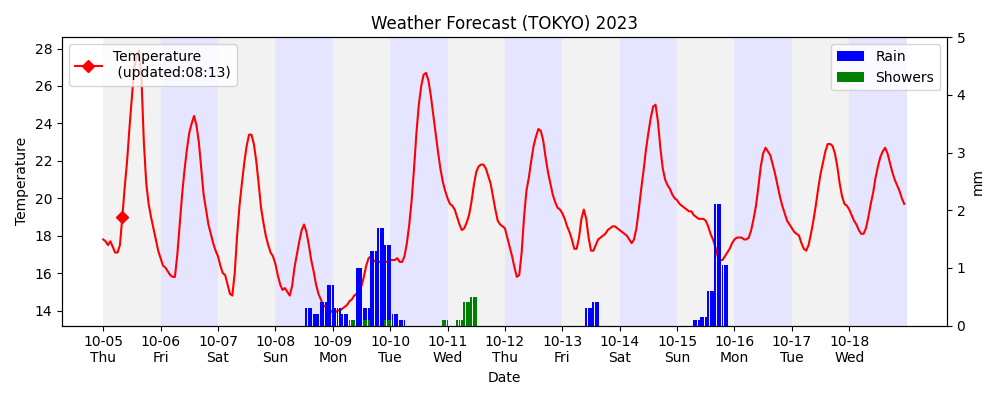 Weather Forecast (TOKYO) 2023
Temperature
(updated:08:13)
Rain
Showers
Temperature
28
26
24
22
20
18
16
14
5
4
3
2
1
0
mm
10-05 10-06 10-07 10-08 10-09 10-10 10-11 10-12 10-13 10-14 10-15 10-16 10-17 10-18
Thu Fri Sat Sun Mon Tue Wed Thu Fri Sat Sun Mon Tue Wed
Date